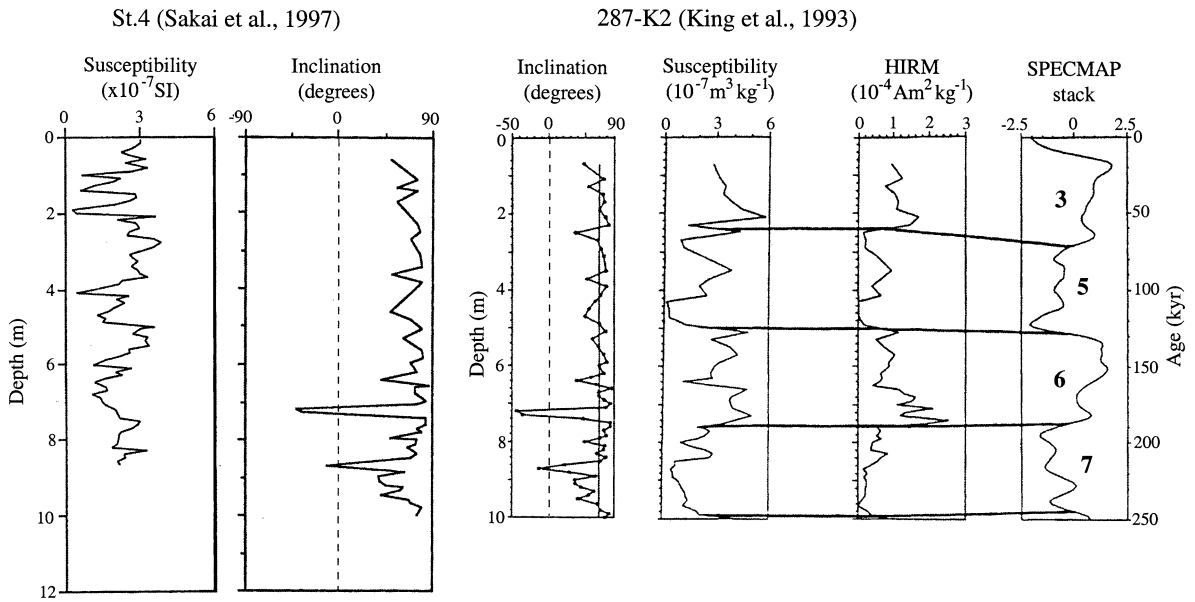 St.4 (Sakai et al., 1997)
287-K2 (King et al., 1993)
Susceptibility
(x10-7SI)
0 3 6
Inclination
(degrees)
-90 0 90
Inclination
(degrees)
-50 0 90
Susceptibility
(10-7m3kg-1)
0 3 6
HIRM
(10-4Am2kg-1)
0 1 2 3
SPECMAP
stack
-2.5 0 2.5
Depth (m)
0
2
4
6
8
10
12
Depth (m)
0
2
4
6
8
10
3
5
6
7
Age (kyr)
0
50
100
150
200
250